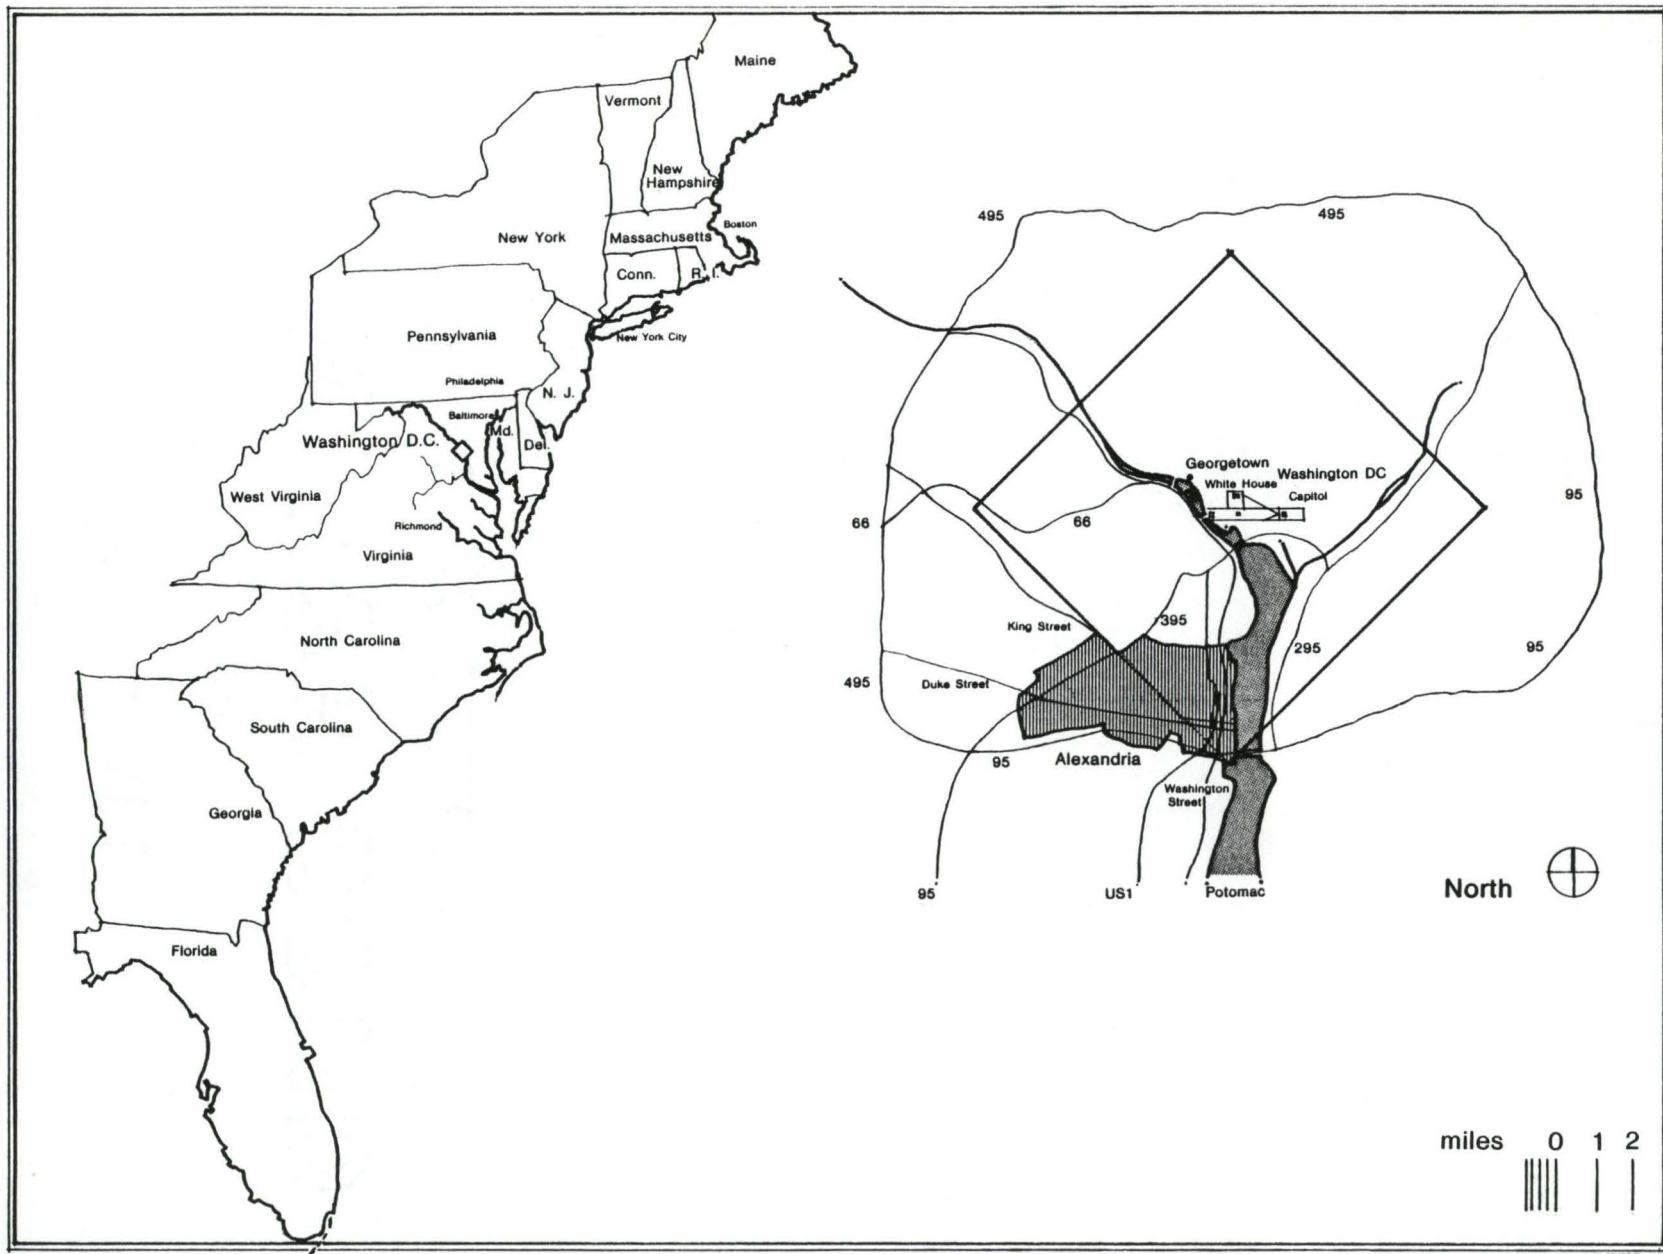 Maine
Vermont
New
Hampshire
New York
Massachusetts
Boston
Conn.
R. I.
Pennsylvania
New York City
Philadelphia
N. J.
Baltimore
Md.
Washington D.C.
Del.
West Virginia
Richmond
Virginia
North Carolina
South Carolina
Georgia
Florida
495
495
Georgetown
Washington DC
White House
Capitol
95
66
66
King Street
395
295
95
495
Duke Street
95
Alexandria
Washington
Street
95
US1
Potomac
North
miles 0 1 2